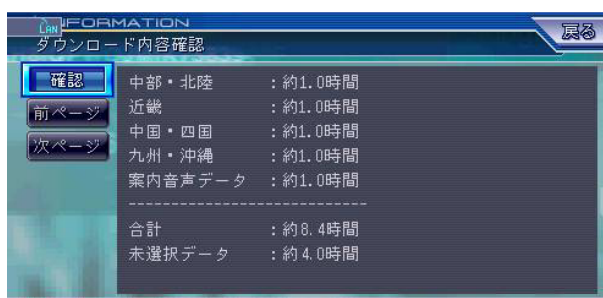 LAN INFORMATION
ダウンロード内容確認
戻る
確認
前ページ
次ページ
中部・北陸 :約1.0時間
近畿 :約1.0時間
中国・四国 :約1.0時間
九州・沖縄 :約1.0時間
案内音声データ :約1.0時間
----------------------------
合計 :約8.4時間
未選択データ :約4.0時間